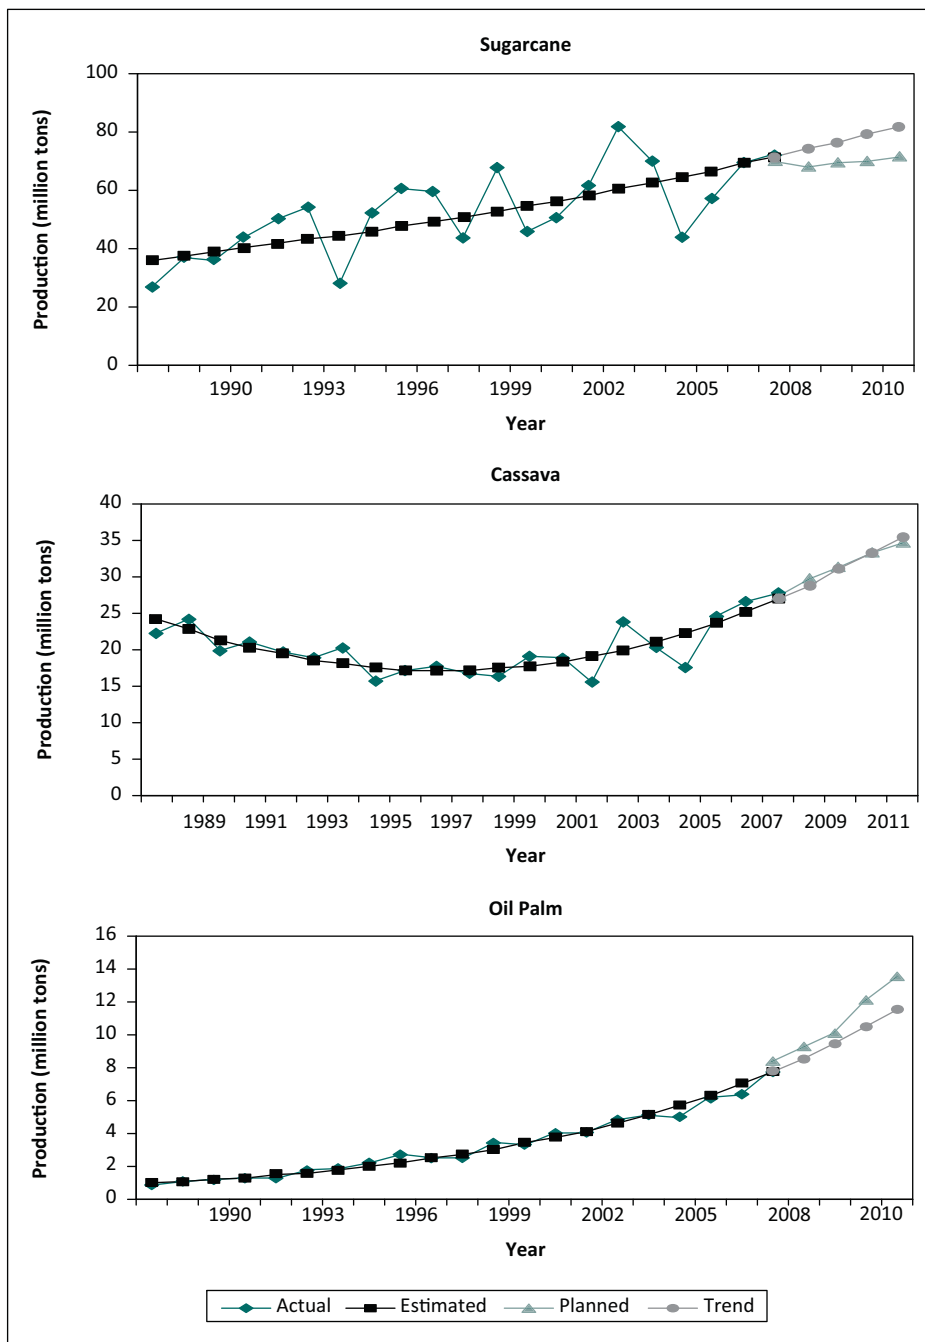 Sugarcane
Production (million tons)
100
80
60
40
20
0
1990 1993 1996 1999 2002 2005 2008 2010
Year
Cassava
Production (million tons)
40
35
30
25
20
15
10
5
0
1989 1991 1993 1995 1997 1999 2001 2003 2005 2007 2009 2011
Year
Oil Palm
Production (million tons)
16
14
12
10
8
6
4
2
0
1990 1993 1996 1999 2002 2005 2008 2010
Year
Actual Estimated Planned Trend